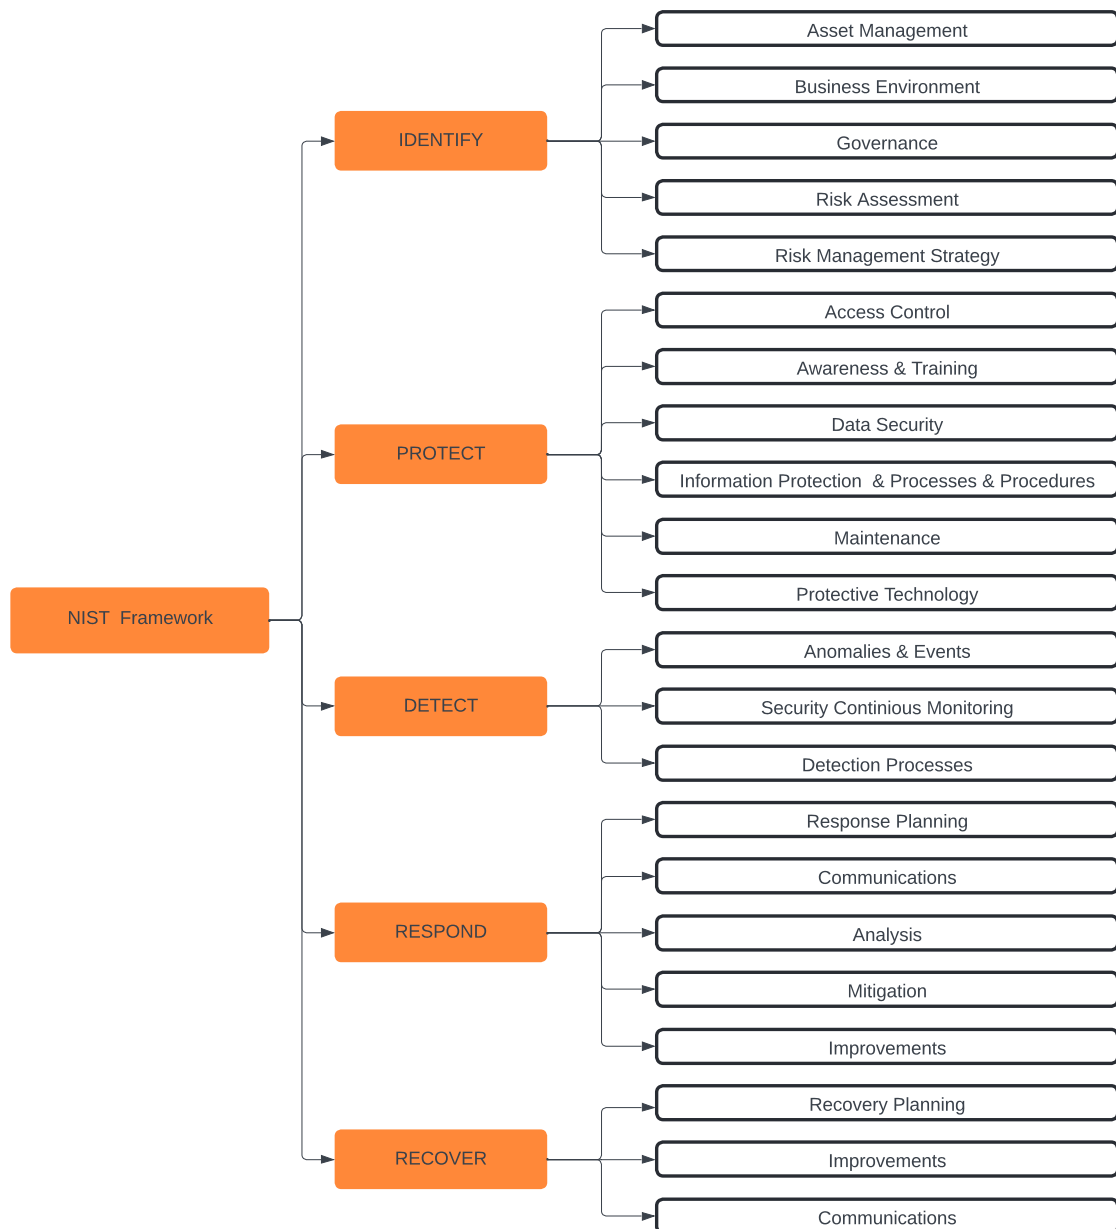 Asset Management
Business Environment
IDENTIFY
Governance
Risk Assessment
Risk Management Strategy
Access Control
Awareness & Training
Data Security
PROTECT
Information Protection  & Processes & Procedures
Maintenance
Protective Technology
NIST  Framework
Anomalies & Events
DETECT
Security Continious Monitoring
Detection Processes
Response Planning
Communications
RESPOND
Analysis
Mitigation
Improvements
Recovery Planning
RECOVER
Improvements
Communications